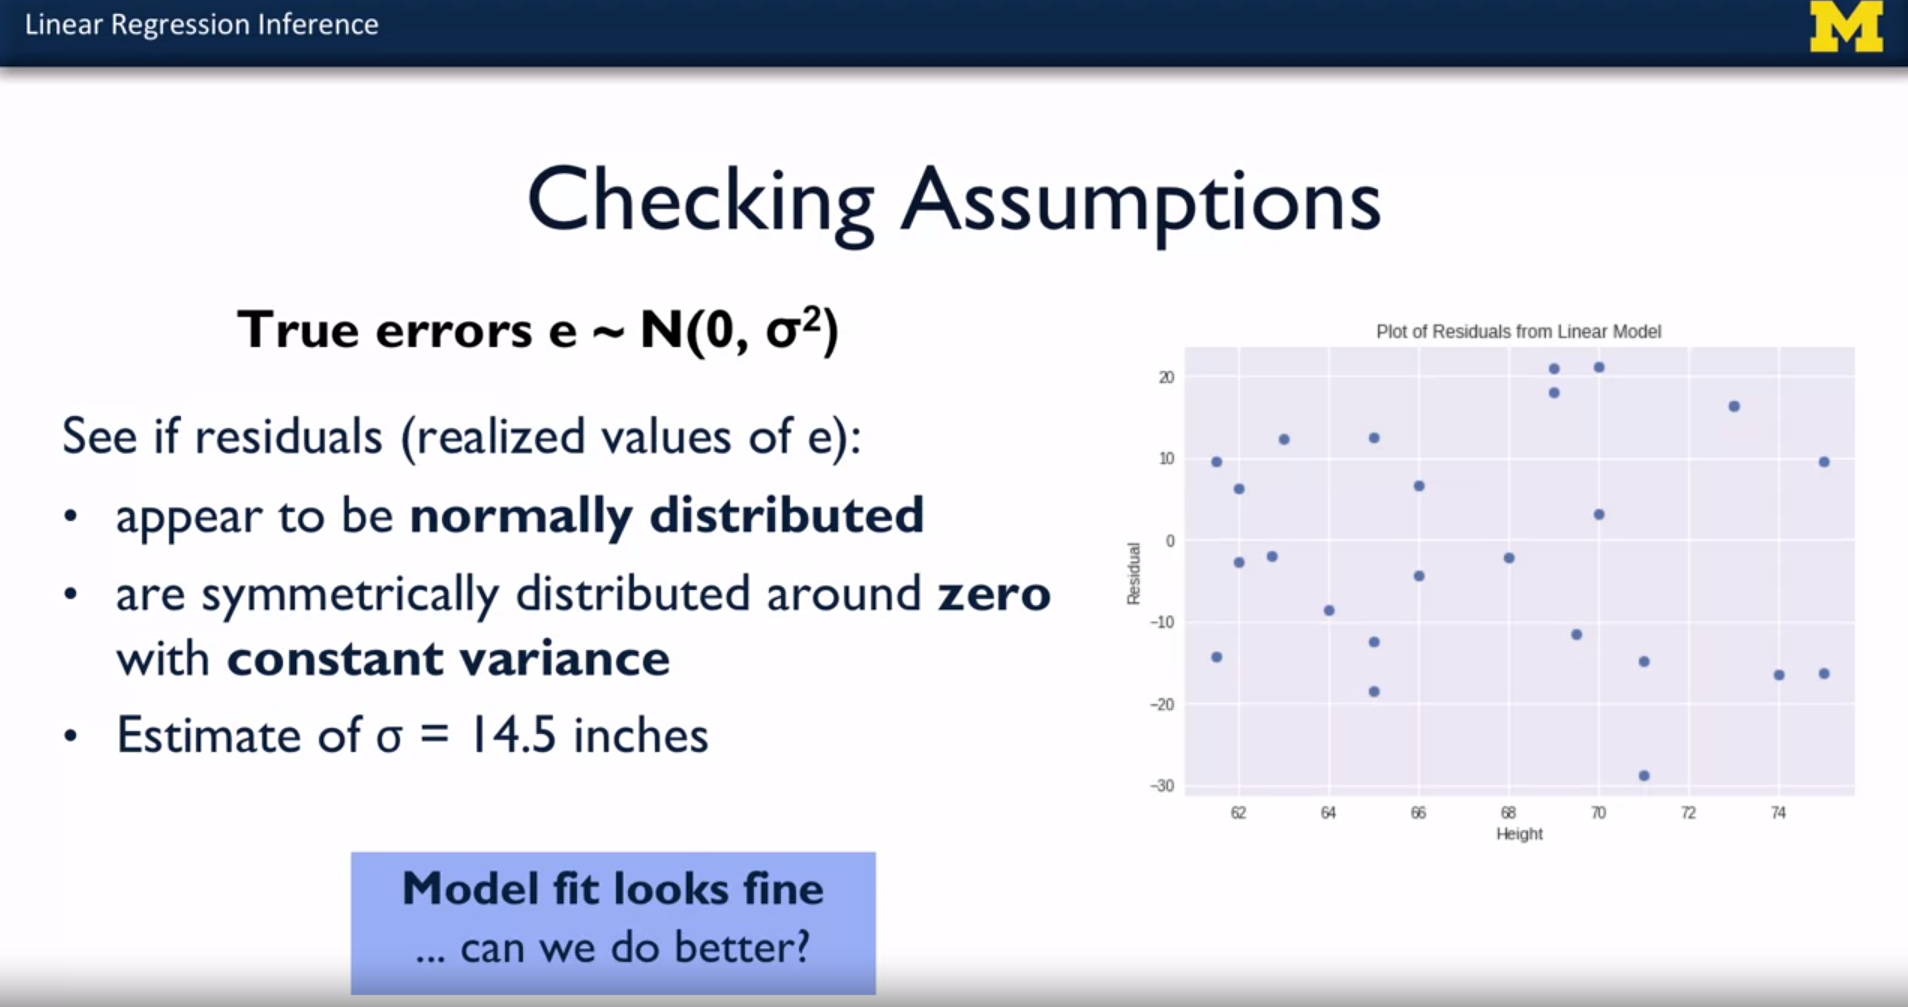 Linear Regression Inference
M
Checking Assumptions
True errors e ~ N(0, σ²)
See if residuals (realized values of e):
• appear to be normally distributed
• are symmetrically distributed around zero
with constant variance
• Estimate of σ = 14.5 inches
Model fit looks fine
... can we do better?
Plot of Residuals from Linear Model
20
10
0
−10
−20
−30
Residual
62 64 66 68 70 72 74
Height